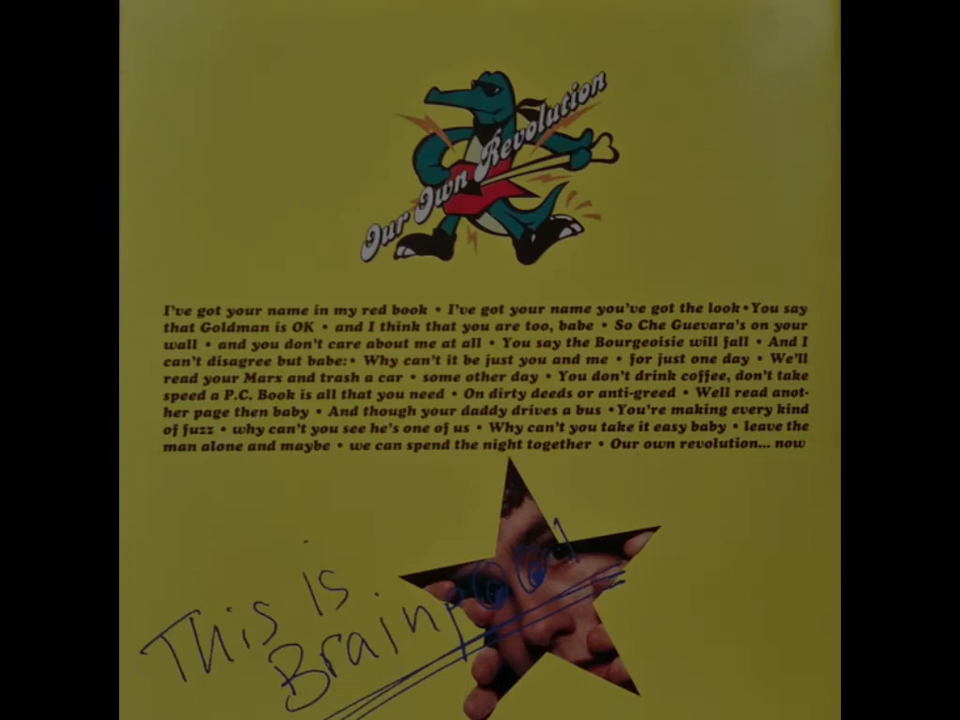 Our Own Revolution
I've got your name in my red book • I've got your name you've got the look • You say
that Goldman is OK • and I think that you are too, babe • So Che Guevara's on your
wall • and you don't care about me at all • You say the Bourgeoisie will fall • And I
can't disagree but babe: • Why can't it be just you and me • for just one day • We'll
read your Marx and trash a car • some other day • You don't drink coffee, don't take
speed a P.C. Book is all that you need • On dirty deeds or anti-greed • Well read anot-
her page then baby • And though your daddy drives a bus • You're making every kind
of fuzz • why can't you see he's one of us • Why can't you take it easy baby • leave the
man alone and maybe • we can spend the night together • Our own revolution... now
This is
Brainpool